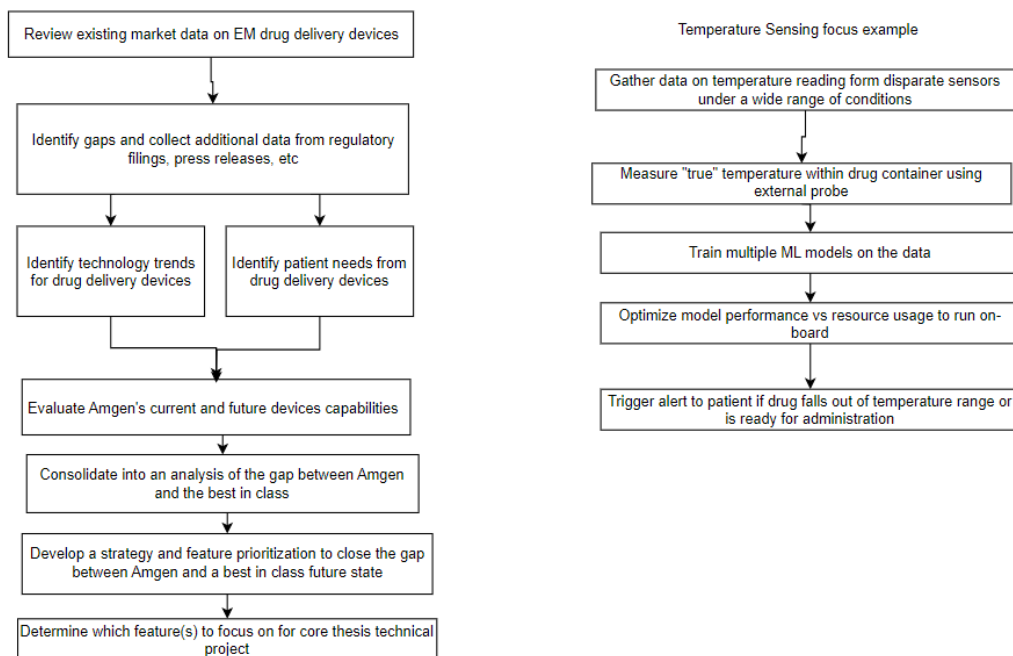 Review existing market data on EM drug delivery devices
Identify gaps and collect additional data from regulatory
filings, press releases, etc
Identify technology trends
for drug delivery devices
Identify patient needs from
drug delivery devices
Evaluate Amgen's current and future devices capabilities
Consolidate into an analysis of the gap between Amgen
and the best in class
Develop a strategy and feature prioritization to close the gap
between Amgen and a best in class future state
Determine which feature(s) to focus on for core thesis technical
project
Temperature Sensing focus example
Gather data on temperature reading form disparate sensors
under a wide range of conditions
Measure "true" temperature within drug container using
external probe
Train multiple ML models on the data
Optimize model performance vs resource usage to run on-
board
Trigger alert to patient if drug falls out of temperature range or
is ready for administration